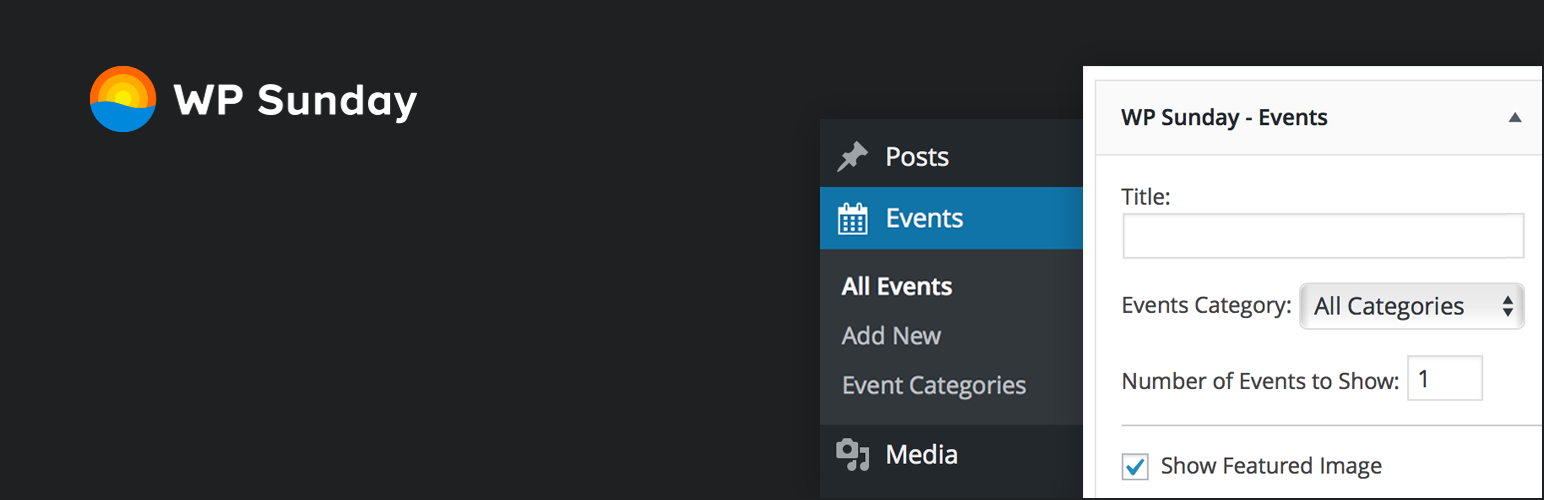 WP Sunday
Posts
Events
All Events
Add New
Event Categories
Media
WP Sunday - Events
Title:
Events Category: All Categories
Number of Events to Show: 1
Show Featured Image